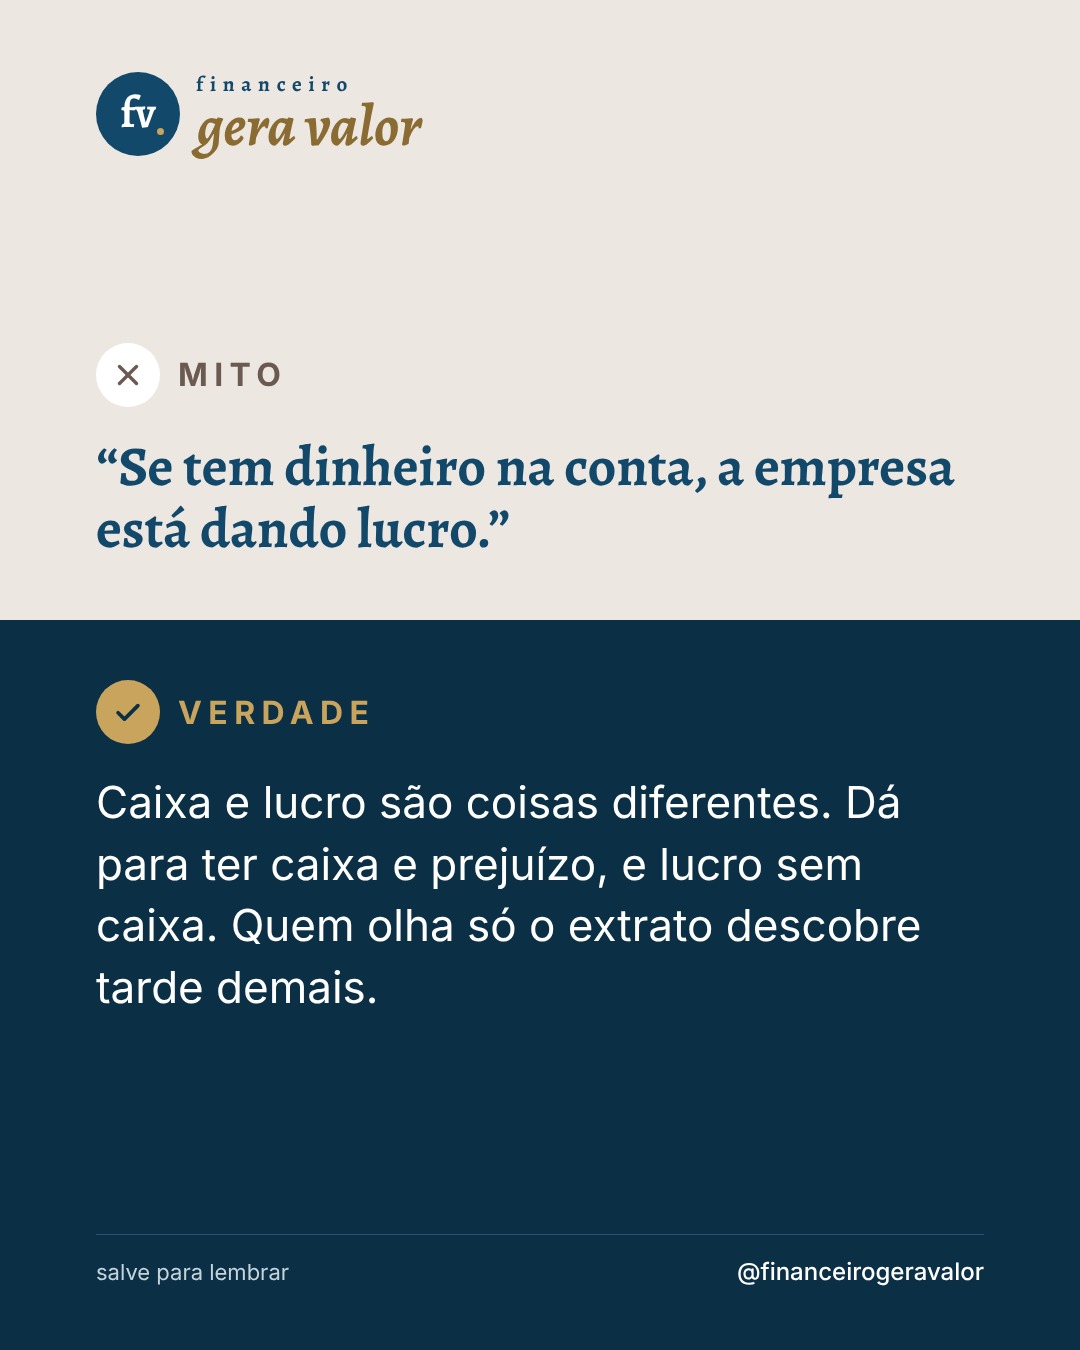 fv.
financeiro
gera valor
MITO
“Se tem dinheiro na conta, a empresa
está dando lucro.”
VERDADE
Caixa e lucro são coisas diferentes. Dá
para ter caixa e prejuízo, e lucro sem
caixa. Quem olha só o extrato descobre
tarde demais.
salve para lembrar
@financeirogeravalor